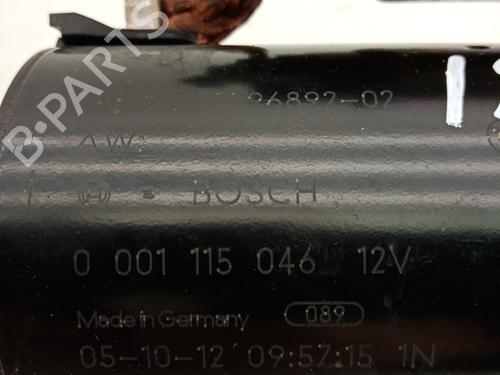 B-PARTS
96892-02
AW
BOSCH
0 001 115 046 12V
Made in Germany 089
05-10-12 09:57:15 1N